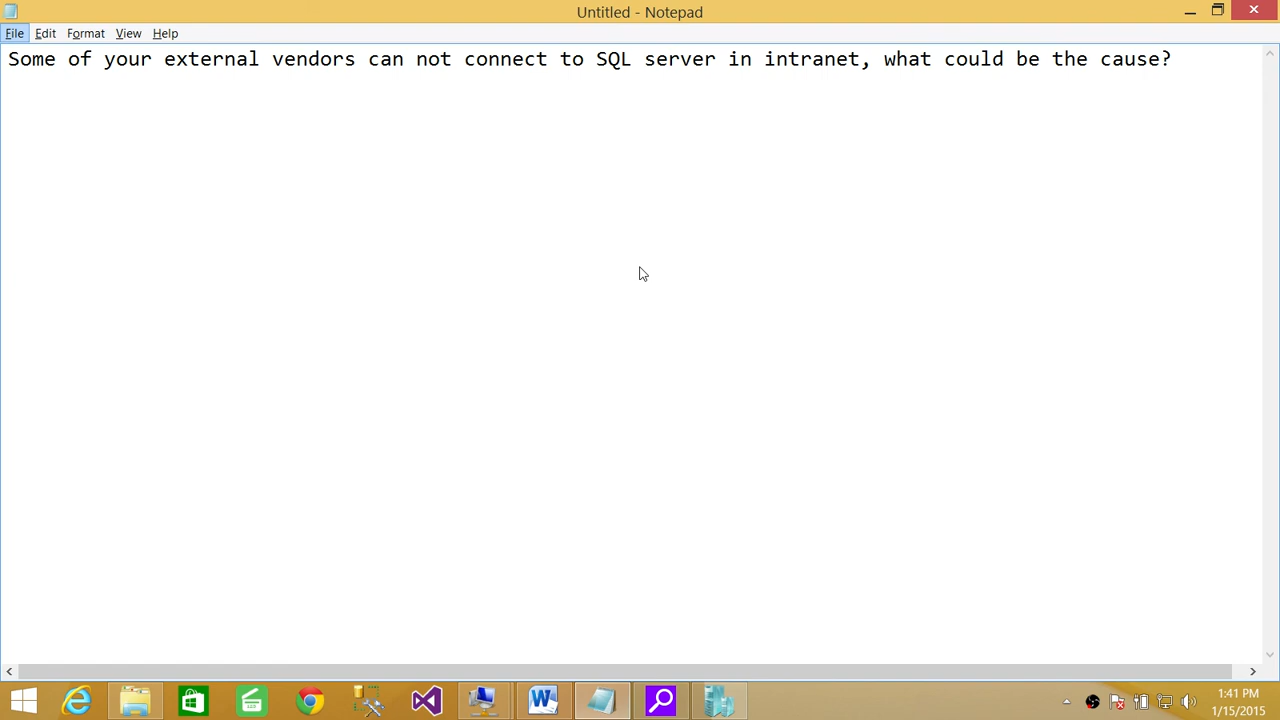 Untitled - Notepad
File Edit Format View Help
Some of your external vendors can not connect to SQL server in intranet, what could be the cause?
1:41 PM
1/15/2015